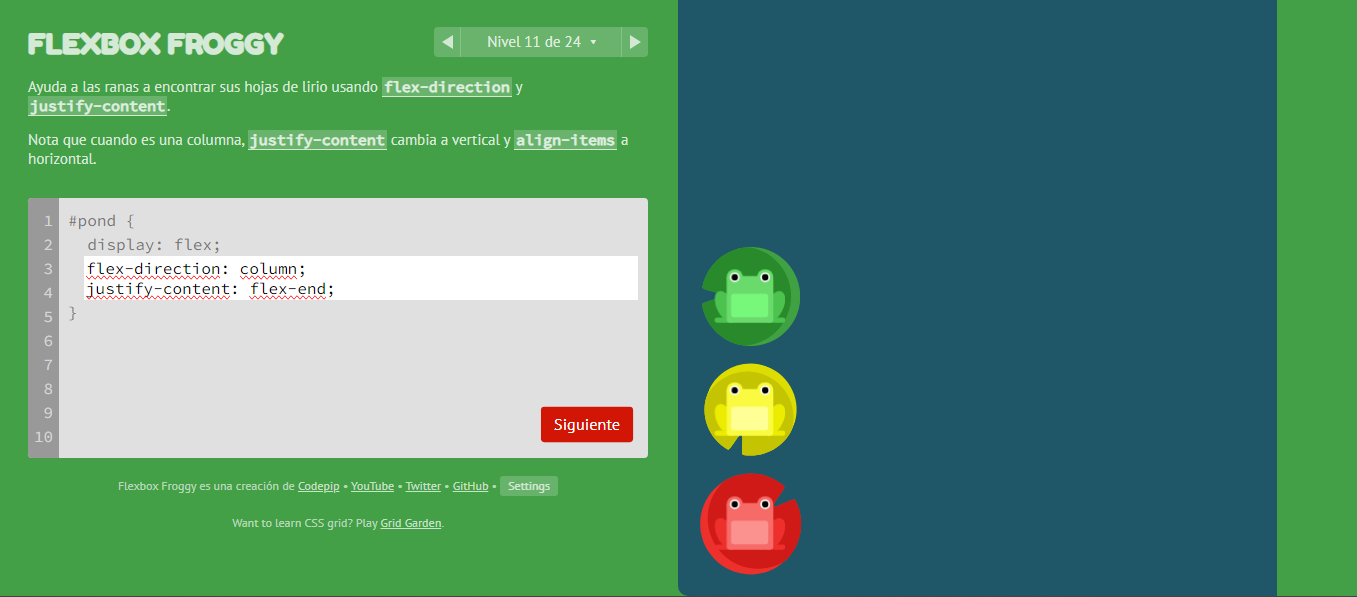 FLEXBOX FROGGY
Nivel 11 de 24
Ayuda a las ranas a encontrar sus hojas de lirio usando flex-direction y
justify-content.
Nota que cuando es una columna, justify-content cambia a vertical y align-items a
horizontal.
1 #pond {
2 display: flex;
3 flex-direction: column;
4 justify-content: flex-end;
5 }
6
7
8
9
10
Siguiente
Flexbox Froggy es una creación de Codepip • YouTube • Twitter • GitHub • Settings
Want to learn CSS grid? Play Grid Garden.